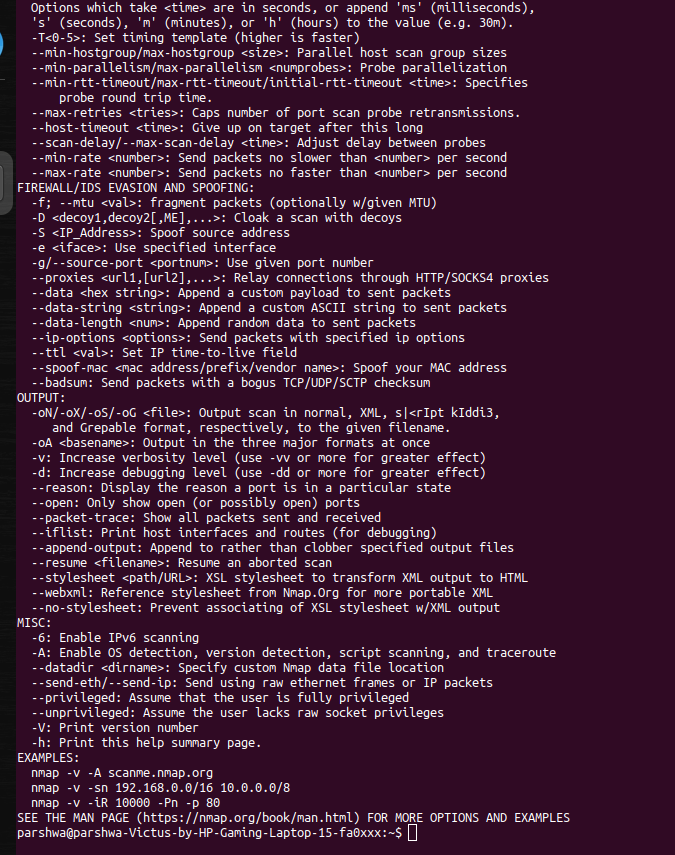 Options which take <time> are in seconds, or append 'ms' (milliseconds),
's' (seconds), 'm' (minutes), or 'h' (hours) to the value (e.g. 30m).
-T<0-5>: Set timing template (higher is faster)
--min-hostgroup/max-hostgroup <size>: Parallel host scan group sizes
--min-parallelism/max-parallelism <numprobes>: Probe parallelization
--min-rtt-timeout/max-rtt-timeout/initial-rtt-timeout <time>: Specifies
probe round trip time.
--max-retries <tries>: Caps number of port scan probe retransmissions.
--host-timeout <time>: Give up on target after this long
--scan-delay/--max-scan-delay <time>: Adjust delay between probes
--min-rate <number>: Send packets no slower than <number> per second
--max-rate <number>: Send packets no faster than <number> per second
FIREWALL/IDS EVASION AND SPOOFING:
-f; --mtu <val>: fragment packets (optionally w/given MTU)
-D <decoy1,decoy2[,ME],...>: Cloak a scan with decoys
-S <IP_Address>: Spoof source address
-e <iface>: Use specified interface
-g/--source-port <portnum>: Use given port number
--proxies <url1,[url2],...>: Relay connections through HTTP/SOCKS4 proxies
--data <hex string>: Append a custom payload to sent packets
--data-string <string>: Append a custom ASCII string to sent packets
--data-length <num>: Append random data to sent packets
--ip-options <options>: Send packets with specified ip options
--ttl <val>: Set IP time-to-live field
--spoof-mac <mac address/prefix/vendor name>: Spoof your MAC address
--badsum: Send packets with a bogus TCP/UDP/SCTP checksum
OUTPUT:
-oN/-oX/-oS/-oG <file>: Output scan in normal, XML, s|<rIpt kIddi3,
and Grepable format, respectively, to the given filename.
-oA <basename>: Output in the three major formats at once
-v: Increase verbosity level (use -vv or more for greater effect)
-d: Increase debugging level (use -dd or more for greater effect)
--reason: Display the reason a port is in a particular state
--open: Only show open (or possibly open) ports
--packet-trace: Show all packets sent and received
--iflist: Print host interfaces and routes (for debugging)
--append-output: Append to rather than clobber specified output files
--resume <filename>: Resume an aborted scan
--stylesheet <path/URL>: XSL stylesheet to transform XML output to HTML
--webxml: Reference stylesheet from Nmap.Org for more portable XML
--no-stylesheet: Prevent associating of XSL stylesheet w/XML output
MISC:
-6: Enable IPv6 scanning
-A: Enable OS detection, version detection, script scanning, and traceroute
--datadir <dirname>: Specify custom Nmap data file location
--send-eth/--send-ip: Send using raw ethernet frames or IP packets
--privileged: Assume that the user is fully privileged
--unprivileged: Assume the user lacks raw socket privileges
-V: Print version number
-h: Print this help summary page.
EXAMPLES:
nmap -v -A scanme.nmap.org
nmap -v -sn 192.168.0.0/16 10.0.0.0/8
nmap -v -iR 10000 -Pn -p 80
SEE THE MAN PAGE (https://nmap.org/book/man.html) FOR MORE OPTIONS AND EXAMPLES
parshwa@parshwa-Victus-by-HP-Gaming-Laptop-15-fa0xxx:~$